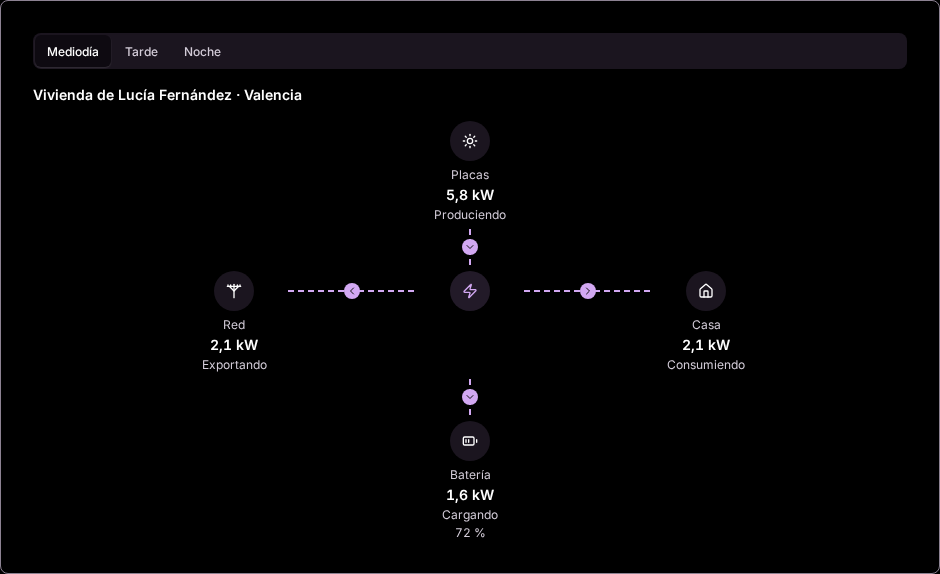 Mediodía Tarde Noche
Vivienda de Lucía Fernández · Valencia
Placas
5,8 kW
Produciendo
Red
2,1 kW
Exportando
Casa
2,1 kW
Consumiendo
Batería
1,6 kW
Cargando
72 %